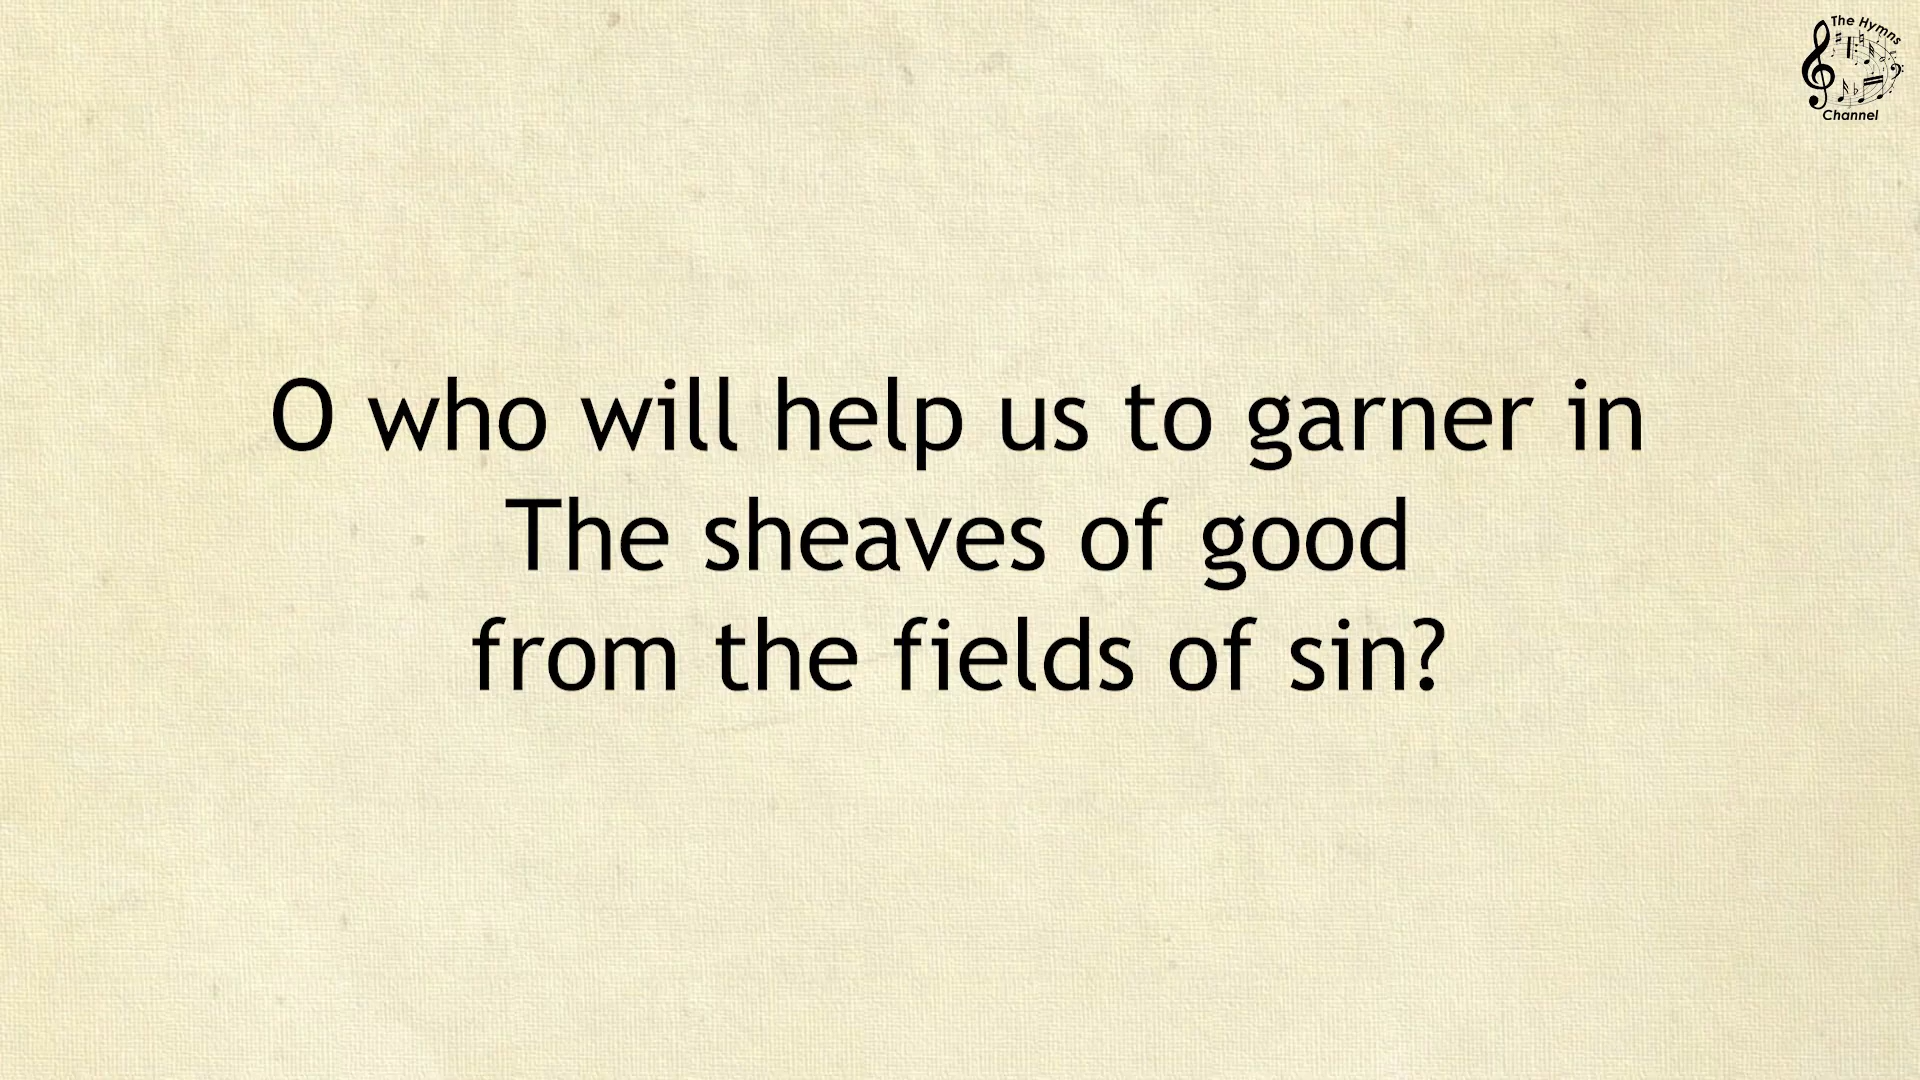 The Hymns
Channel
O who will help us to garner in
The sheaves of good
from the fields of sin?